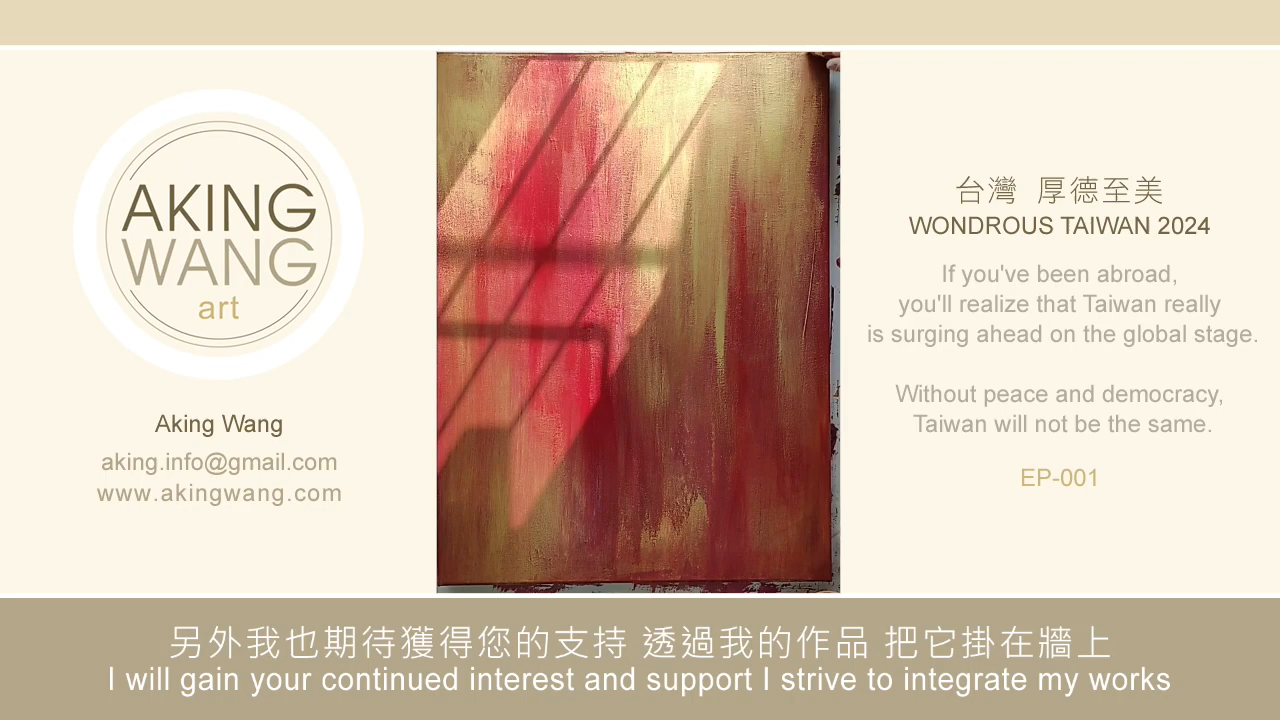 AKING
WANG
art
Aking Wang
aking.info@gmail.com
www.akingwang.com
台灣 厚德至美
WONDROUS TAIWAN 2024
If you've been abroad,
you'll realize that Taiwan really
is surging ahead on the global stage.
Without peace and democracy,
Taiwan will not be the same.
EP-001
另外我也期待獲得您的支持 透過我的作品 把它掛在牆上
I will gain your continued interest and support I strive to integrate my works